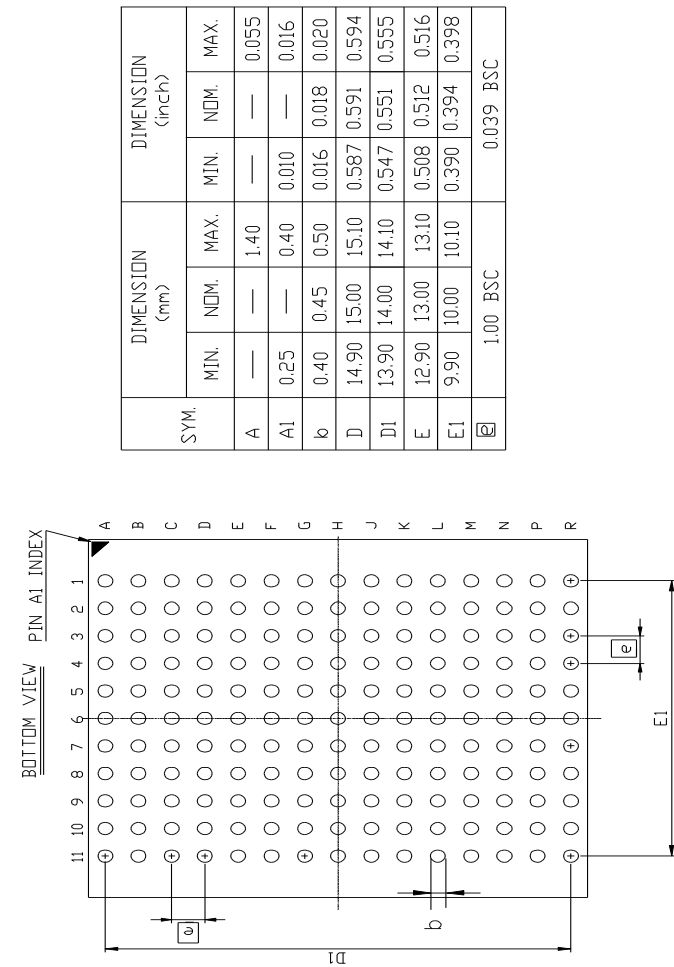 SYM. DIMENSION (mm) DIMENSION (inch)
MIN. NOM. MAX. MIN. NOM. MAX.
A — — 1.40 — — 0.055
A1 0.25 — 0.40 0.010 — 0.016
b 0.40 0.45 0.50 0.016 0.018 0.020
D 14.90 15.00 15.10 0.587 0.591 0.594
D1 13.90 14.00 14.10 0.547 0.551 0.555
E 12.90 13.00 13.10 0.508 0.512 0.516
E1 9.90 10.00 10.10 0.390 0.394 0.398
e 1.00 BSC 0.039 BSC
BOTTOM VIEW
PIN A1 INDEX
11 10 9 8 7 6 5 4 3 2 1
A
B
C
D
E
F
G
H
J
K
L
M
N
P
R
e
b
D1
e
E1